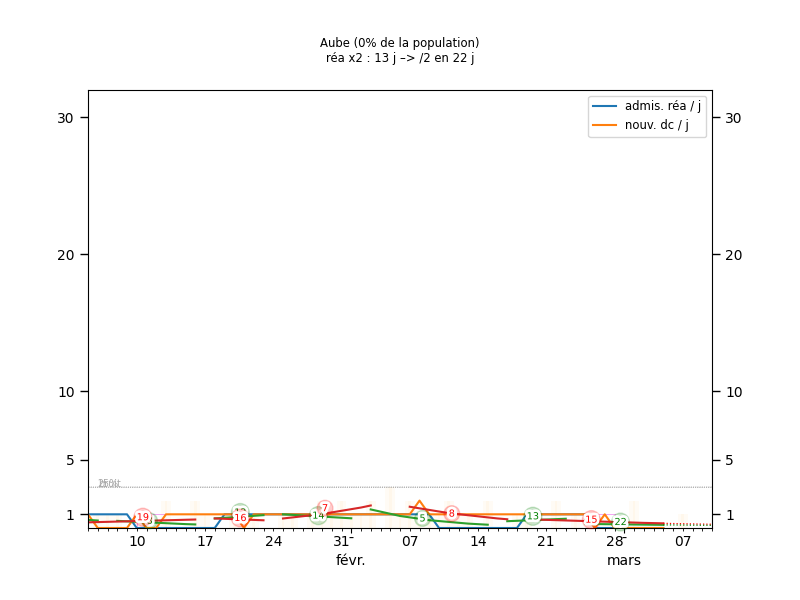 Aube (0% de la population)
réa x2 : 13 j –> /2 en 22 j
admis. réa / j
nouv. dc / j
30 30
20 20
10 10
5 5
1 1
19 16 14 7 5 8 13 15 22
10 17 24 31 07 14 21 28 07
févr. mars